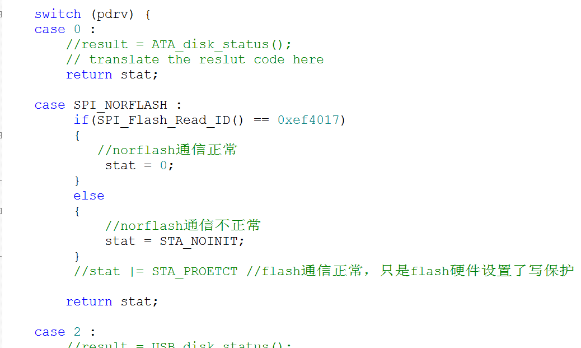 switch (pdrv) {
case 0 :
//result = ATA_disk_status();
// translate the reslut code here
return stat;
case SPI_NORFLASH :
if(SPI_Flash_Read_ID() == 0xef4017)
{
//norflash通信正常
stat = 0;
}
else
{
//norflash通信不正常
stat = STA_NOINIT;
}
//stat |= STA_PROETCT //flash通信正常，只是flash硬件设置了写保护
return stat;
case 2 :
//result = USB_disk_status();